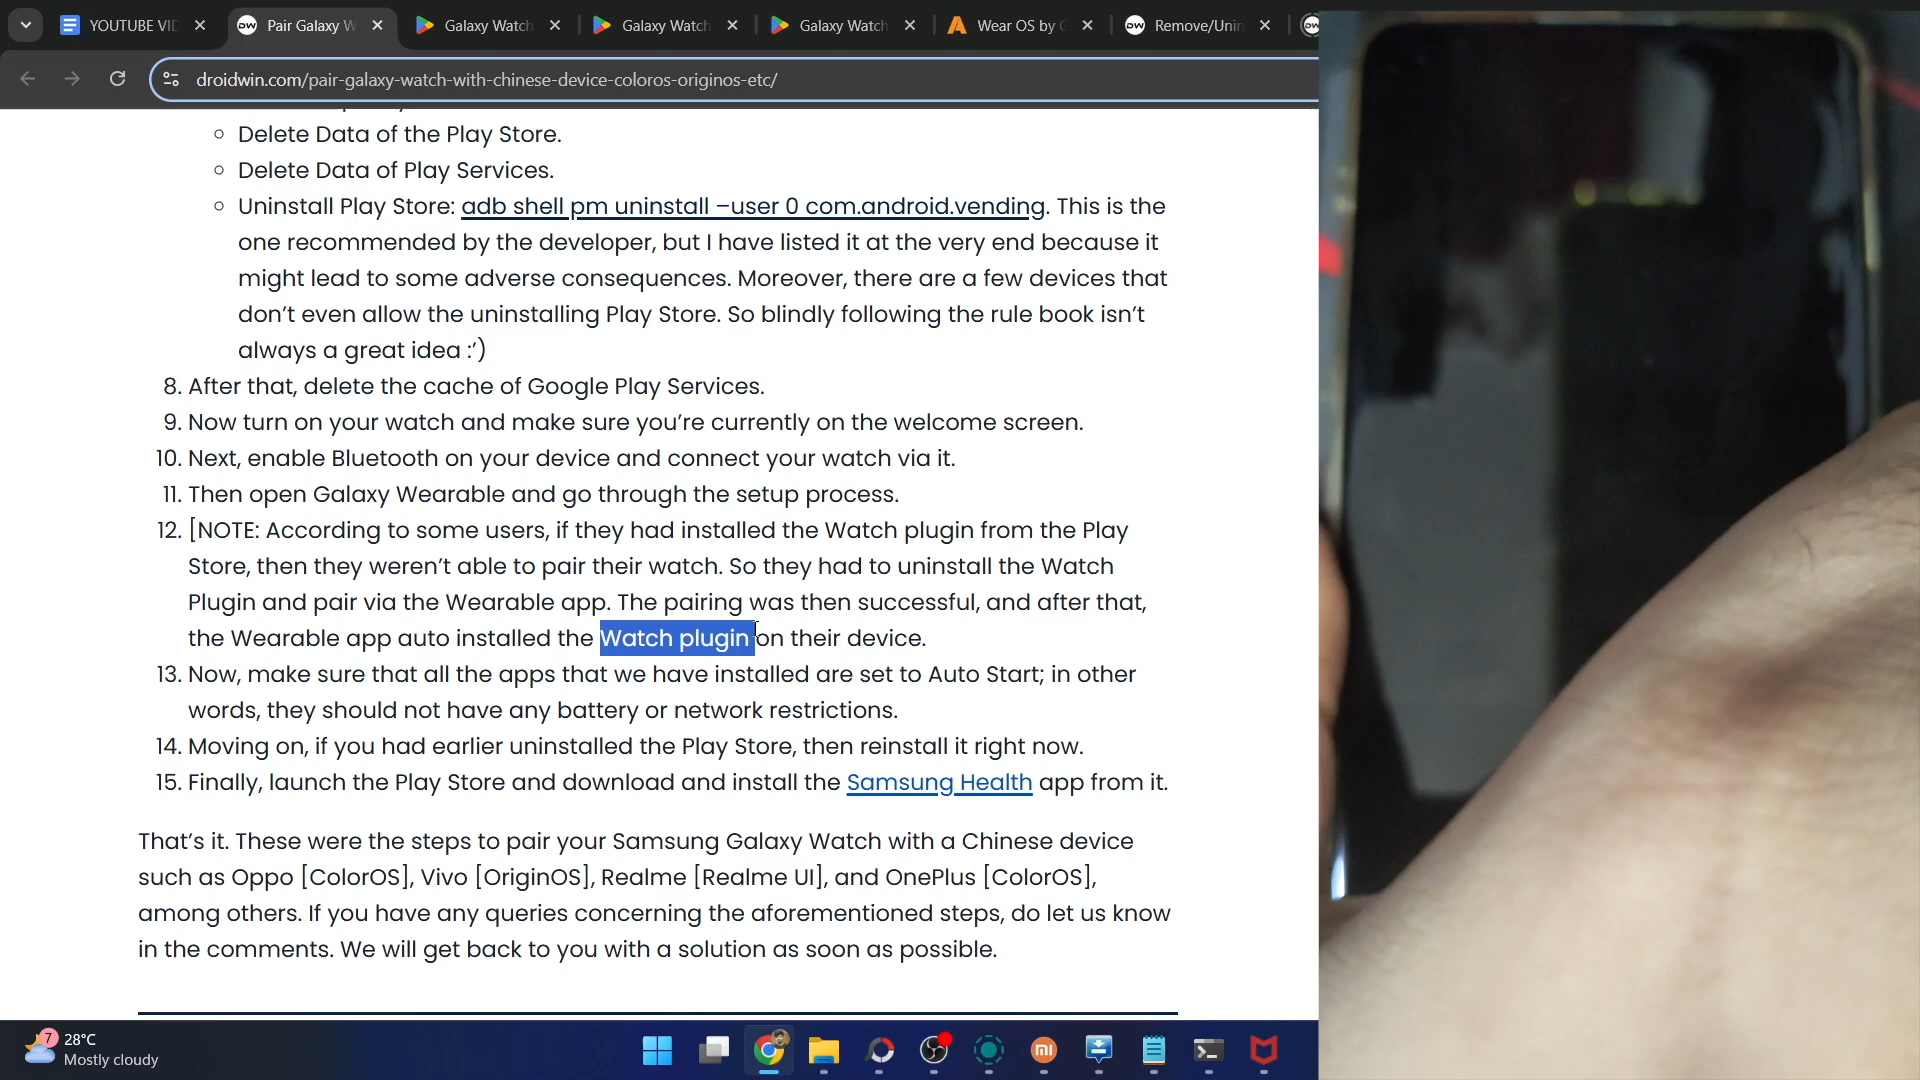 YOUTUBE VID
Pair Galaxy W
Galaxy Watch
Galaxy Watch
Galaxy Watch
Wear OS by G
Remove/Unin
droidwin.com/pair-galaxy-watch-with-chinese-device-coloros-originos-etc/
Delete Data of the Play Store.
Delete Data of Play Services.
Uninstall Play Store: adb shell pm uninstall –user 0 com.android.vending. This is the
one recommended by the developer, but I have listed it at the very end because it
might lead to some adverse consequences. Moreover, there are a few devices that
don’t even allow the uninstalling Play Store. So blindly following the rule book isn’t
always a great idea :’)
8. After that, delete the cache of Google Play Services.
9. Now turn on your watch and make sure you’re currently on the welcome screen.
10. Next, enable Bluetooth on your device and connect your watch via it.
11. Then open Galaxy Wearable and go through the setup process.
12. [NOTE: According to some users, if they had installed the Watch plugin from the Play
Store, then they weren’t able to pair their watch. So they had to uninstall the Watch
Plugin and pair via the Wearable app. The pairing was then successful, and after that,
the Wearable app auto installed the Watch plugin on their device.
13. Now, make sure that all the apps that we have installed are set to Auto Start; in other
words, they should not have any battery or network restrictions.
14. Moving on, if you had earlier uninstalled the Play Store, then reinstall it right now.
15. Finally, launch the Play Store and download and install the Samsung Health app from it.
That’s it. These were the steps to pair your Samsung Galaxy Watch with a Chinese device
such as Oppo [ColorOS], Vivo [OriginOS], Realme [Realme UI], and OnePlus [ColorOS],
among others. If you have any queries concerning the aforementioned steps, do let us know
in the comments. We will get back to you with a solution as soon as possible.
7
28°C
Mostly cloudy